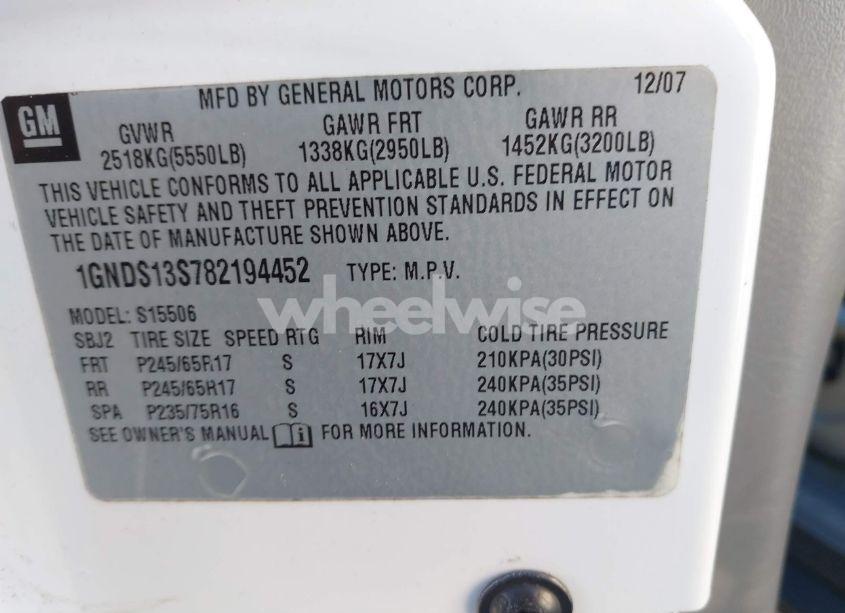 MFD BY GENERAL MOTORS CORP. 12/07
GM
GVWR GAWR FRT GAWR RR
2518KG(5550LB) 1338KG(2950LB) 1452KG(3200LB)
THIS VEHICLE CONFORMS TO ALL APPLICABLE U.S. FEDERAL MOTOR
VEHICLE SAFETY AND THEFT PREVENTION STANDARDS IN EFFECT ON
THE DATE OF MANUFACTURE SHOWN ABOVE.
1GNDS13S782194452 TYPE: M.P.V.
wheelwise
MODEL: S15506
SBJ2 TIRE SIZE SPEED RTG RIM COLD TIRE PRESSURE
FRT P245/65R17 S 17X7J 210KPA(30PSI)
RR P245/65R17 S 17X7J 240KPA(35PSI)
SPA P235/75R16 S 16X7J 240KPA(35PSI)
SEE OWNER'S MANUAL i FOR MORE INFORMATION.